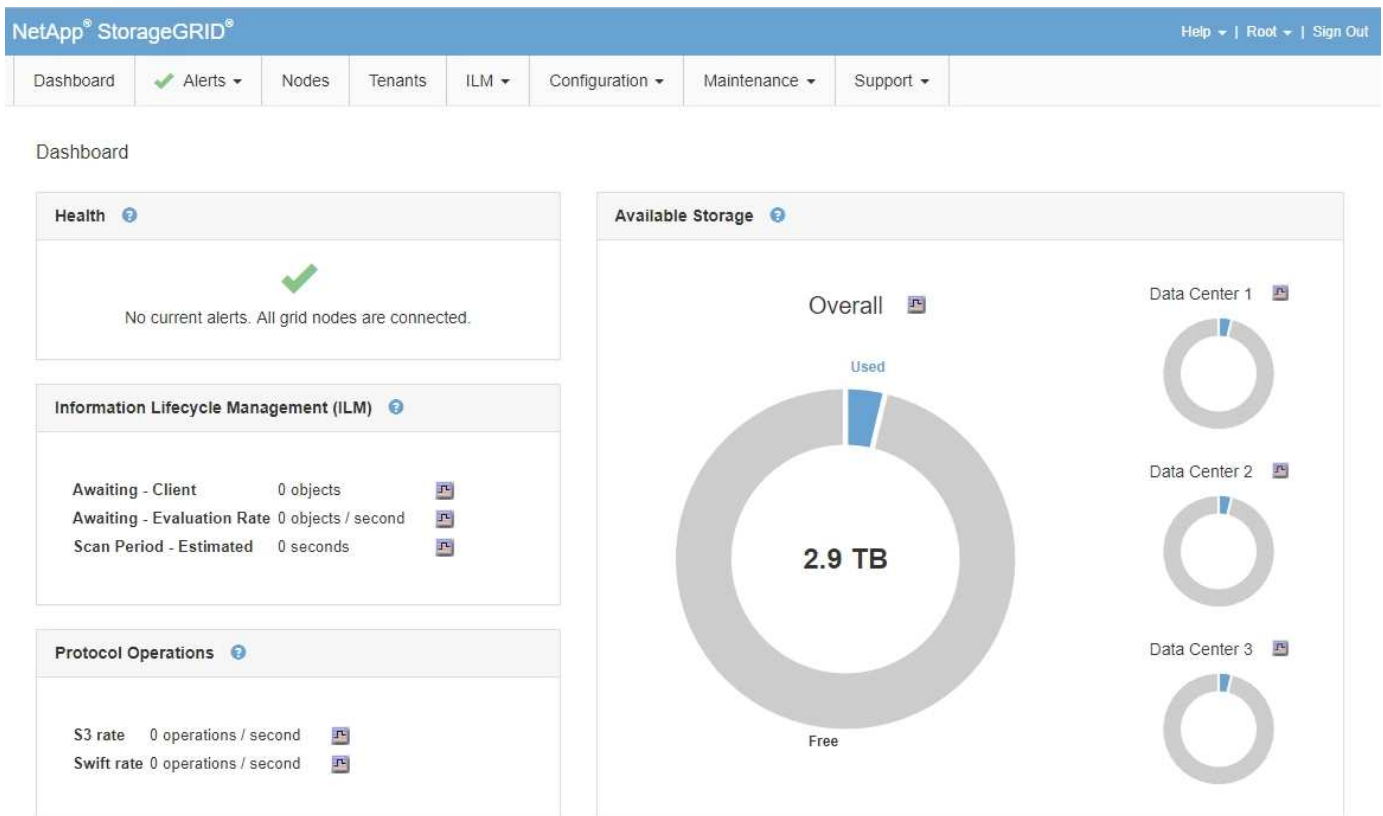 NetApp® StorageGRID®
Help | Root | Sign Out
Dashboard
Alerts
Nodes
Tenants
ILM
Configuration
Maintenance
Support
Dashboard
Health
No current alerts. All grid nodes are connected.
Information Lifecycle Management (ILM)
Awaiting - Client 0 objects
Awaiting - Evaluation Rate 0 objects / second
Scan Period - Estimated 0 seconds
Protocol Operations
S3 rate 0 operations / second
Swift rate 0 operations / second
Available Storage
Overall
Used
2.9 TB
Free
Data Center 1
Data Center 2
Data Center 3